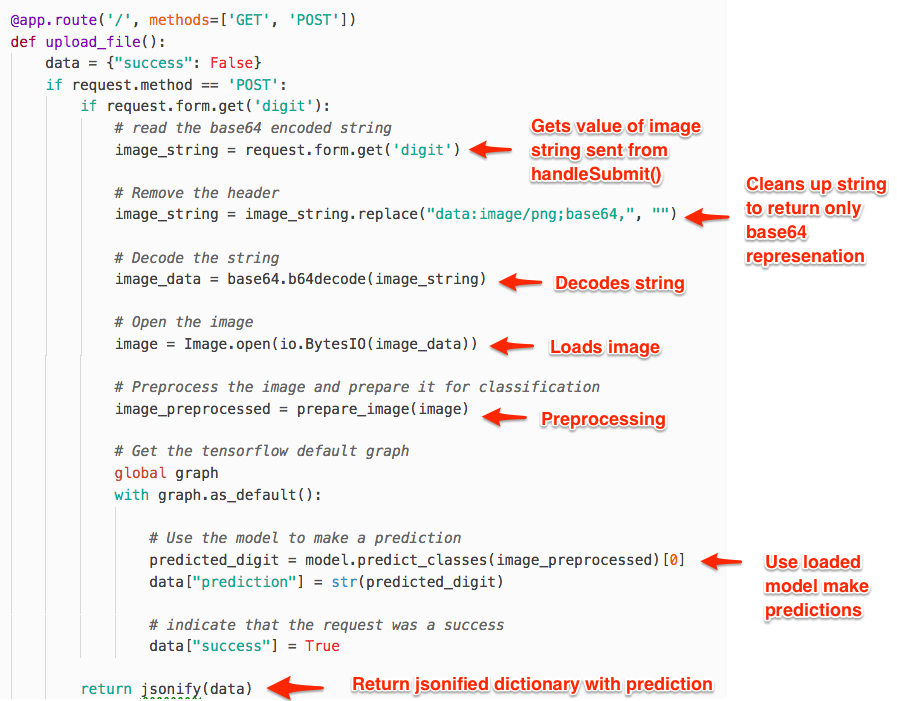 @app.route('/', methods=['GET', 'POST'])
def upload_file():
    data = {"success": False}
    if request.method == 'POST':
        if request.form.get('digit'):
            # read the base64 encoded string
            image_string = request.form.get('digit')
Gets value of image
string sent from
handleSubmit()
            # Remove the header
            image_string = image_string.replace("data:image/png;base64,", "")
Cleans up string
to return only
base64
represenation
            # Decode the string
            image_data = base64.b64decode(image_string)
Decodes string
            # Open the image
            image = Image.open(io.BytesIO(image_data))
Loads image
            # Preprocess the image and prepare it for classification
            image_preprocessed = prepare_image(image)
Preprocessing
            # Get the tensorflow default graph
            global graph
            with graph.as_default():
                # Use the model to make a prediction
                predicted_digit = model.predict_classes(image_preprocessed)[0]
                data["prediction"] = str(predicted_digit)
Use loaded
model make
predictions
                # indicate that the request was a success
                data["success"] = True
        return jsonify(data)
Return jsonified dictionary with prediction